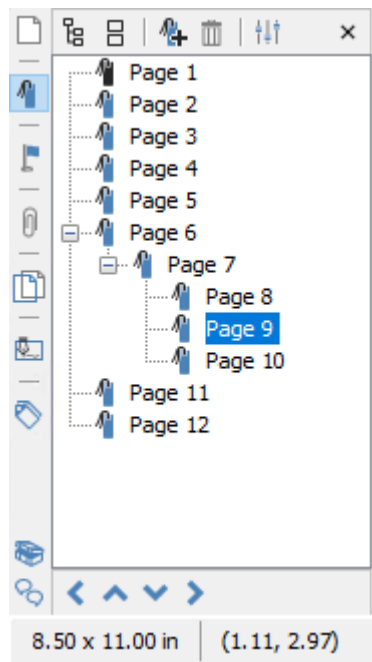 Page 1
Page 2
Page 3
Page 4
Page 5
Page 6
Page 7
Page 8
Page 9
Page 10
Page 11
Page 12
8.50 x 11.00 in (1.11, 2.97)